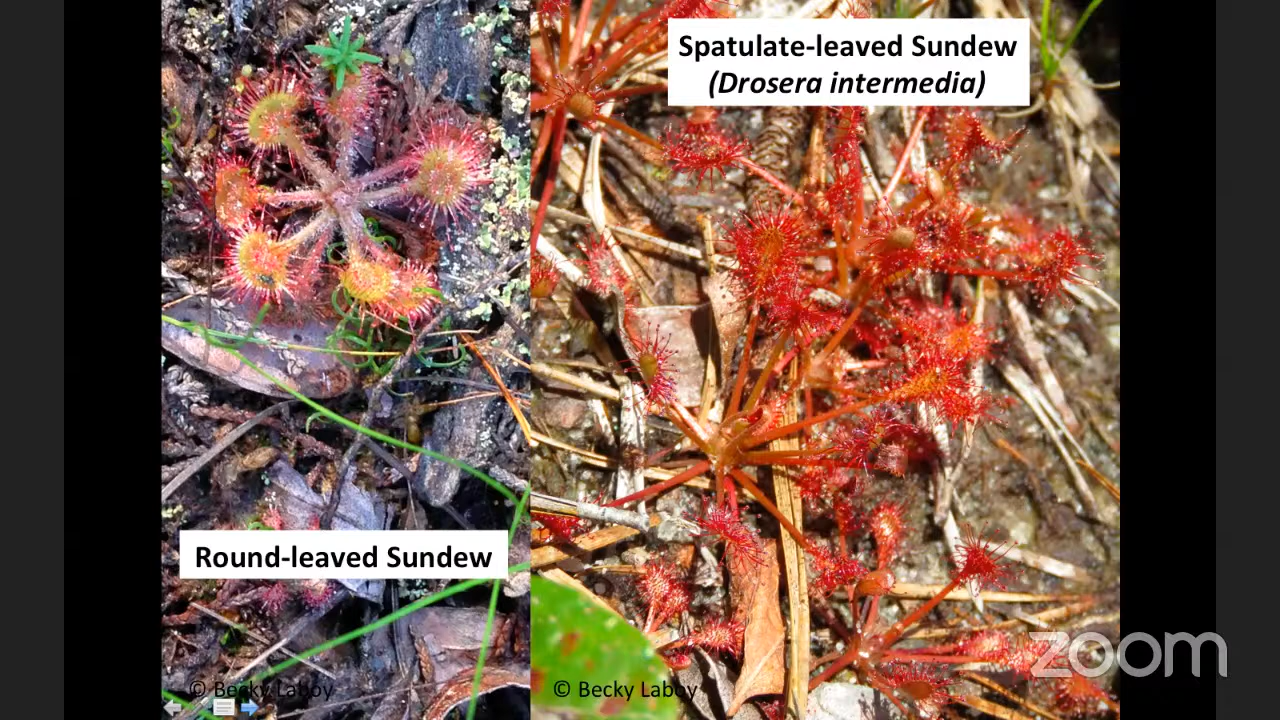 Spatulate-leaved Sundew
(Drosera intermedia)
Round-leaved Sundew
© Becky Laboy
© Becky Laboy
zoom